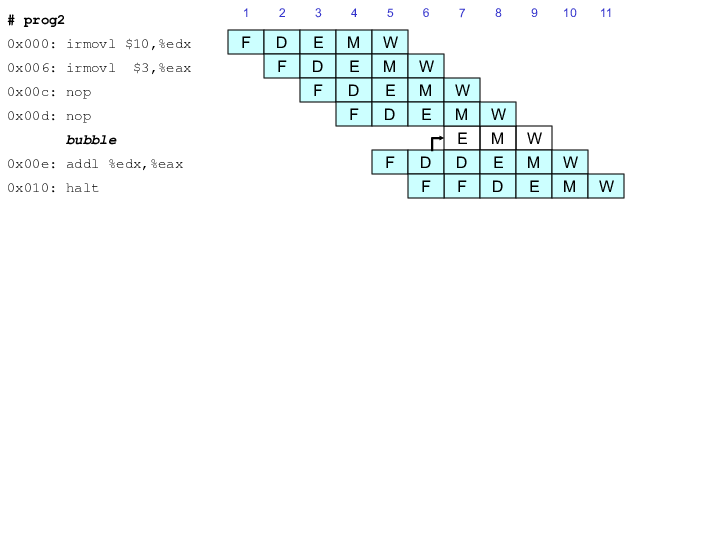 1 2 3 4 5 6 7 8 9 10 11
# prog2
0x000: irmovl $10,%edx F D E M W
0x006: irmovl  $3,%eax F D E M W
0x00c: nop F D E M W
0x00d: nop F D E M W
bubble E M W
0x00e: addl %edx,%eax F D D E M W
0x010: halt F F D E M W